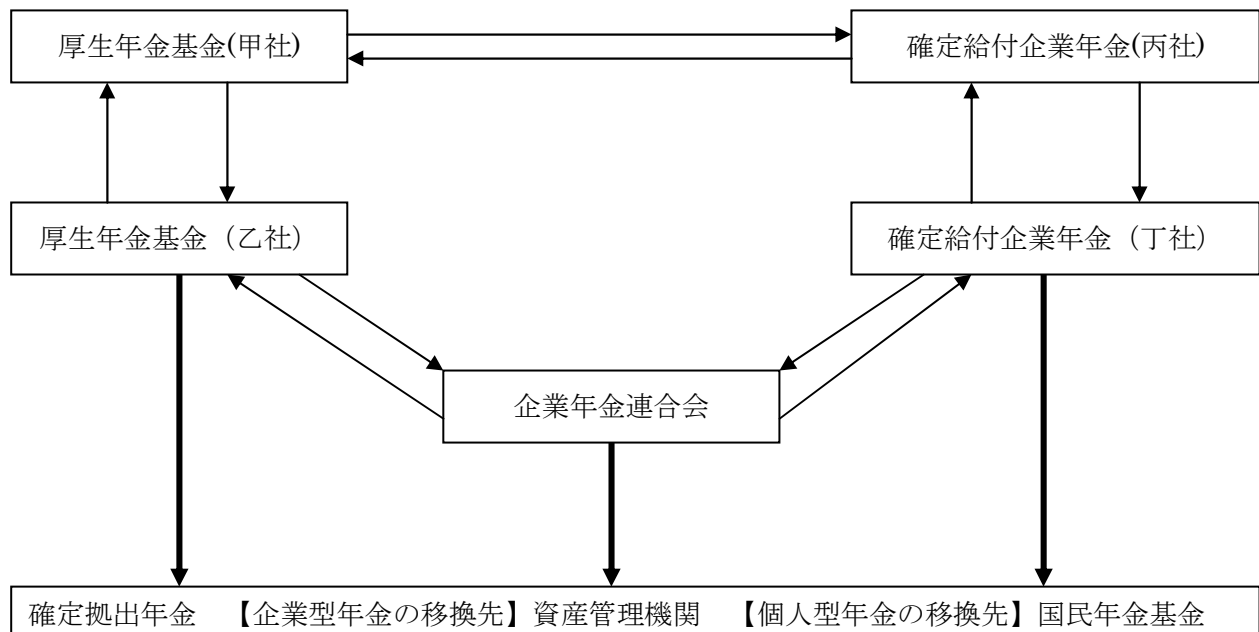 厚生年金基金(甲社)
確定給付企業年金(丙社)
厚生年金基金（乙社）
確定給付企業年金（丁社）
企業年金連合会
確定拠出年金　【企業型年金の移換先】資産管理機関　【個人型年金の移換先】国民年金基金